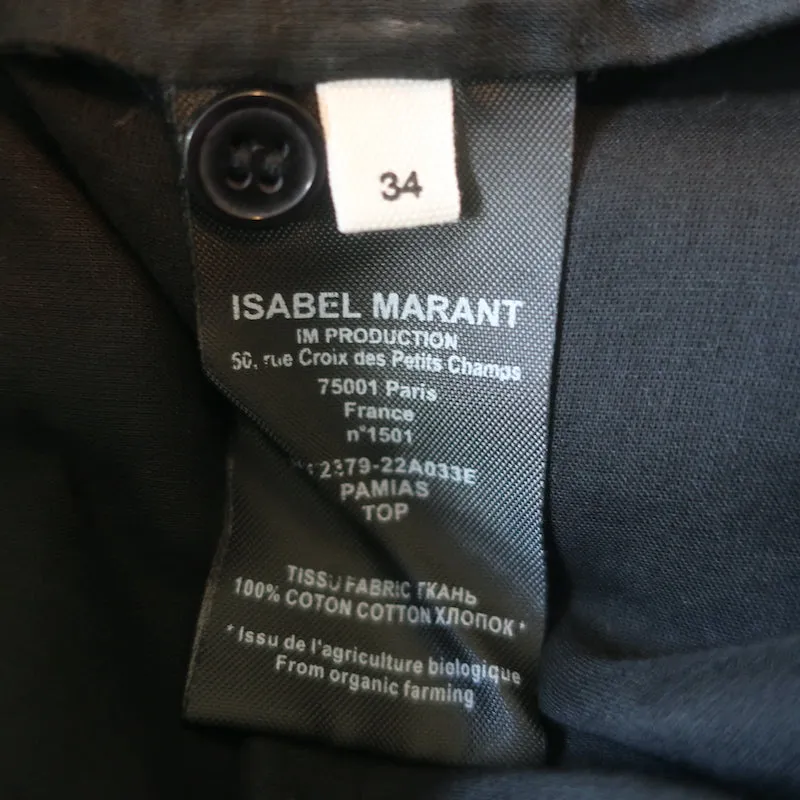 34
ISABEL MARANT
IM PRODUCTION
50, rue Croix des Petits Champs
75001 Paris
France
n°1501
22A033E
PAMIAS
TOP
TISSU FABRIC ТКАНЬ
100% COTON COTTON ХЛОПОК *
* Issu de l'agriculture biologique
From organic farming